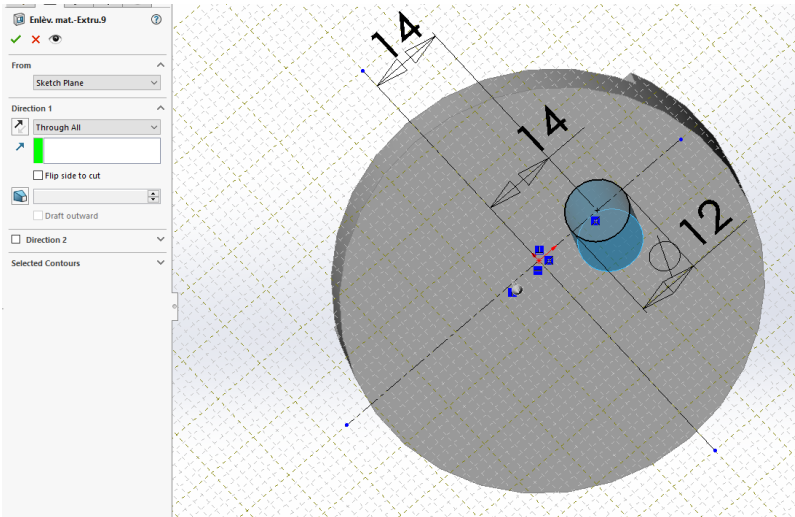 Enlèv. mat.-Extru.9
From
Sketch Plane
Direction 1
Through All
Flip side to cut
Draft outward
Direction 2
Selected Contours
14
14
12